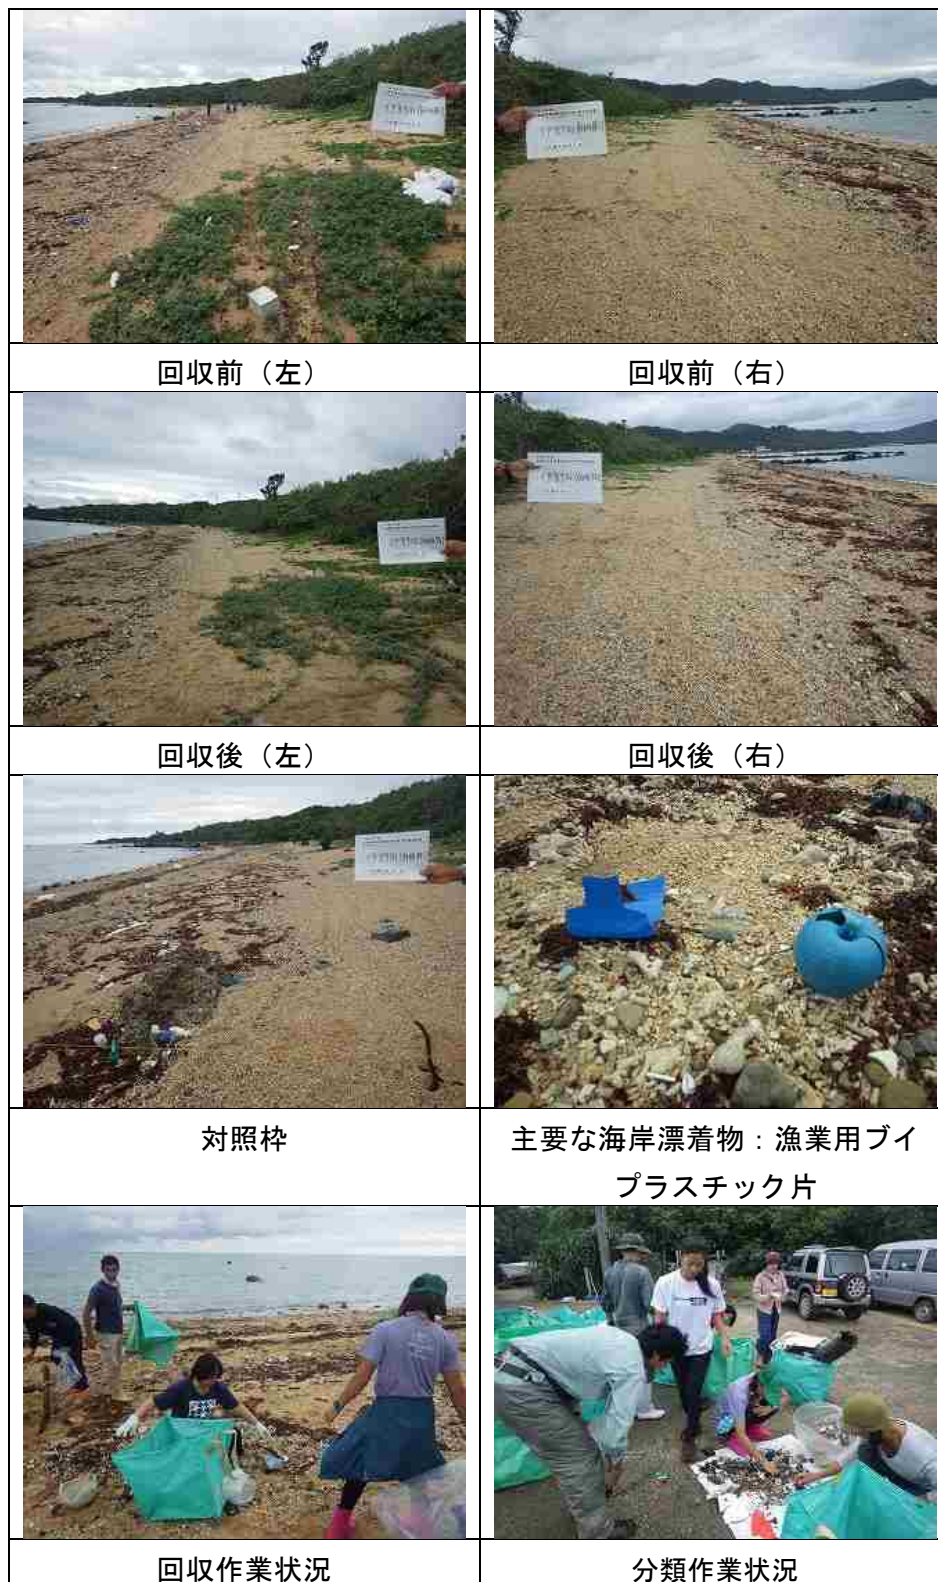 回収前（左）
回収前（右）
回収後（左）
回収後（右）
対照枠
主要な海岸漂着物：漁業用ブイ
プラスチック片
回収作業状況
分類作業状況